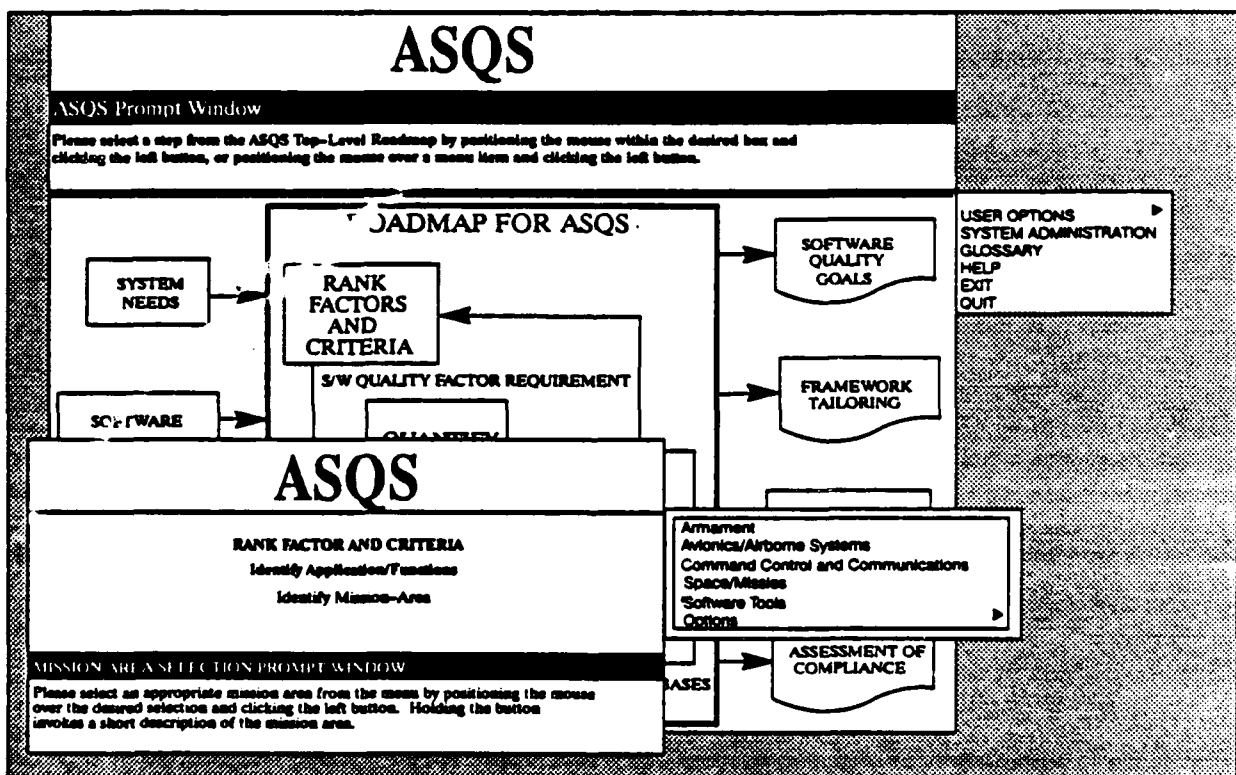 ASQS
ASQS Prompt Window
Please select a step from the ASQS Top-Level Roadmap by positioning the mouse within the desired box and
clicking the left button, or positioning the mouse over a menu item and clicking the left button.
OADMAP FOR ASQS
SYSTEM
NEEDS
RANK
FACTORS
AND
CRITERIA
SOFTWARE
QUALITY
GOALS
USER OPTIONS
SYSTEM ADMINISTRATION
GLOSSARY
HELP
EXIT
QUIT
S/W QUALITY FACTOR REQUIREMENT
FRAMEWORK
TAILORING
SOFTWARE
QUANTIFY
ASQS
RANK FACTOR AND CRITERIA
Identify Application/Functions
Identify Mission-Area
Armament
Avionics/Airborne Systems
Command Control and Communications
Space/Missles
*Software Tools
Options
MISSION AREA SELECTION PROMPT WINDOW
Please select an appropriate mission area from the menu by positioning the mouse
over the desired selection and clicking the left button. Holding the button
invokes a short description of the mission area.
BASES
ASSESSMENT OF
COMPLIANCE